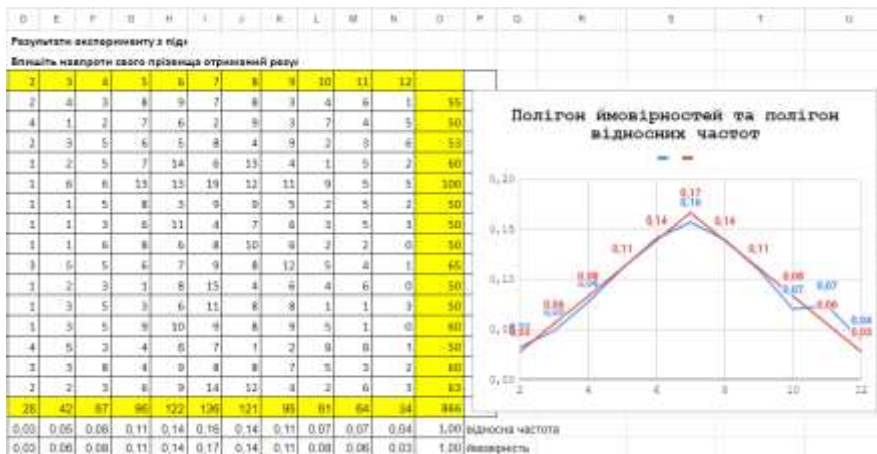 D E F G H I J K L M N O P Q R S T U
Результати експерименту з підк
Впишіть навпроти свого прізвища отриманий резул
2 3 4 5 6 7 8 9 10 11 12
2 4 3 8 9 7 8 3 4 6 1 55
4 1 2 7 6 2 9 3 7 4 5 50
2 3 5 6 5 8 4 9 2 3 6 53
1 2 5 7 14 6 13 4 1 5 2 60
1 6 6 13 13 19 12 11 9 5 5 100
1 1 5 8 3 9 9 5 2 5 2 50
1 1 3 6 11 4 7 6 3 5 3 50
1 1 6 8 6 8 10 6 2 2 0 50
3 5 5 6 7 9 8 12 5 4 1 65
1 2 3 1 8 15 4 6 4 6 0 50
1 3 5 3 6 11 8 8 1 1 3 50
1 3 5 9 10 9 8 9 5 1 0 60
4 5 3 4 6 7 1 2 9 8 1 50
3 3 8 4 9 8 8 7 5 3 2 60
2 2 3 6 9 14 12 4 2 6 3 63
28 42 67 96 122 136 121 95 61 64 34 866
0,03 0,05 0,08 0,11 0,14 0,16 0,14 0,11 0,07 0,07 0,04 1,00 відносна частота
0,03 0,06 0,08 0,11 0,14 0,17 0,14 0,11 0,08 0,06 0,03 1,00 ймовірність
Полігон ймовірностей та полігон
відносних частот
0,20
0,17
0,16
0,15
0,14 0,14
0,11 0,11
0,10
0,08 0,08
0,07 0,07
0,06 0,06
0,05
0,04
0,03 0,03
0,00
2 4 6 8 10 12